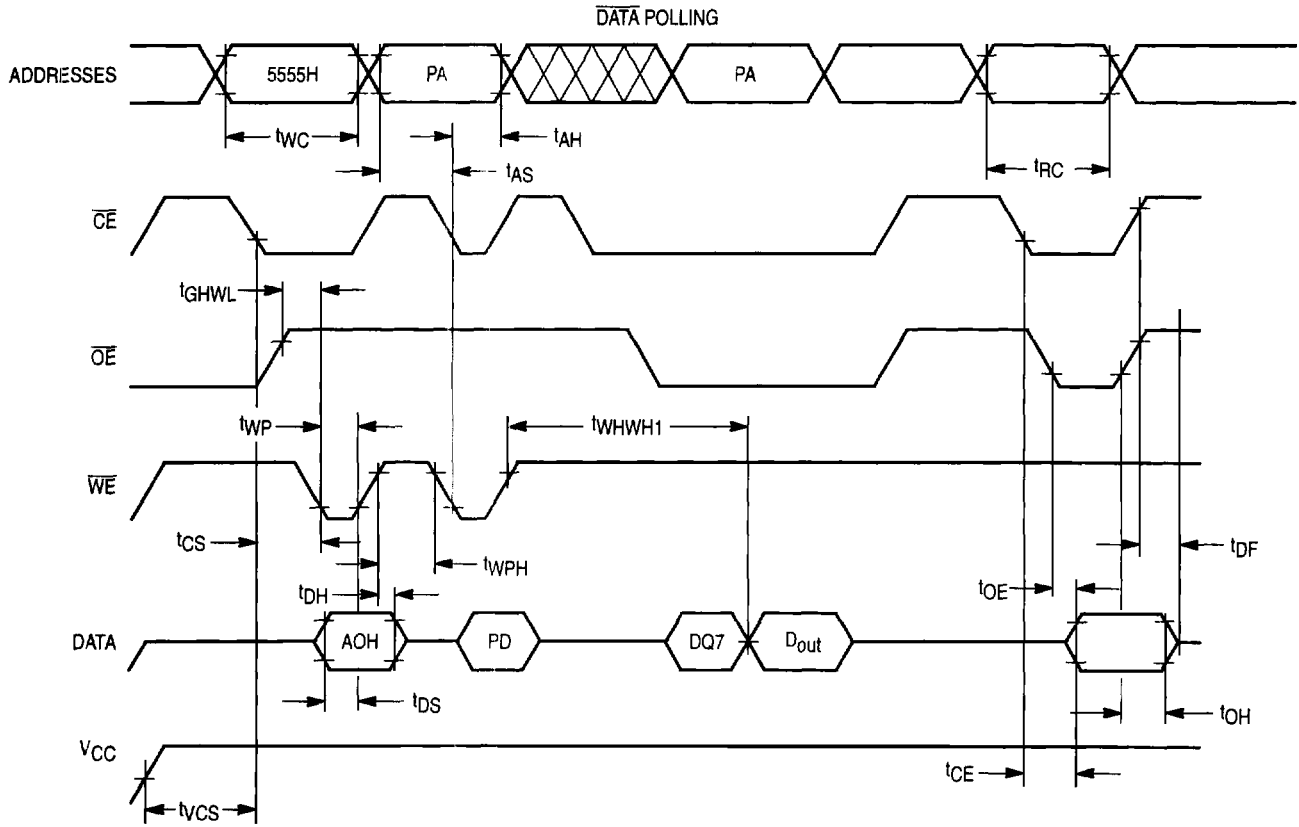 DATA POLLING
ADDRESSES
5555H
PA
PA
tWC
tAH
tAS
tRC
CE
tGHWL
OE
tWP
tWHWH1
WE
tCS
tWPH
tDF
tDH
tOE
DATA
AOH
PD
DQ7
Dout
tDS
tOH
VCC
tCE
tVCS